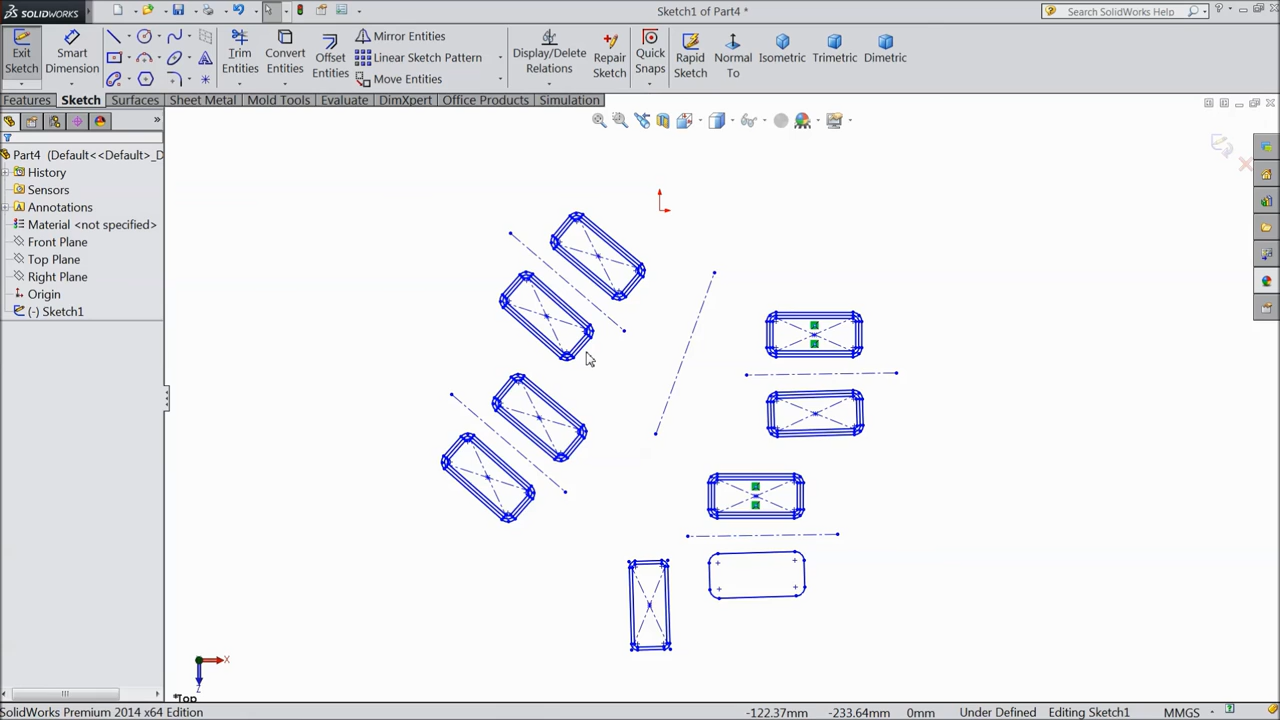 SOLIDWORKS
Sketch1 of Part4 *
Search SolidWorks Help
Exit Sketch
Smart Dimension
Trim Entities
Convert Entities
Offset Entities
Mirror Entities
Linear Sketch Pattern
Move Entities
Display/Delete Relations
Repair Sketch
Quick Snaps
Rapid Sketch
Normal To
Isometric
Trimetric
Dimetric
Features
Sketch
Surfaces
Sheet Metal
Mold Tools
Evaluate
DimXpert
Office Products
Simulation
Part4 (Default<<Default>_D
History
Sensors
Annotations
Material <not specified>
Front Plane
Top Plane
Right Plane
Origin
(-) Sketch1
X
Z
*Top
SolidWorks Premium 2014 x64 Edition
-122.37mm
-233.64mm
0mm
Under Defined
Editing Sketch1
MMGS